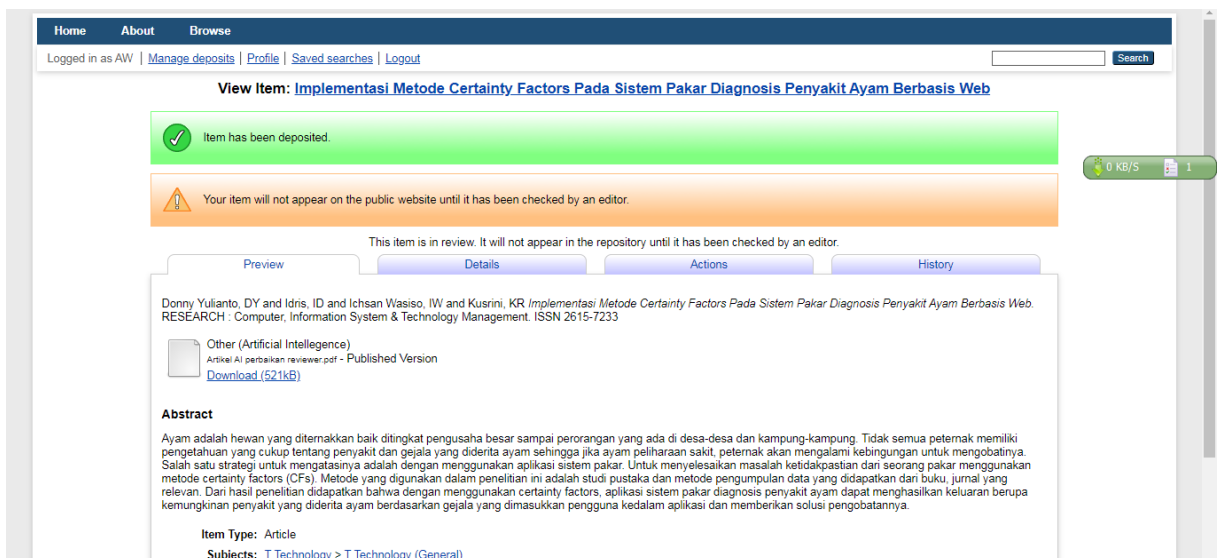 Home About Browse
Logged in as AW | Manage deposits | Profile | Saved searches | Logout
Search
View Item: Implementasi Metode Certainty Factors Pada Sistem Pakar Diagnosis Penyakit Ayam Berbasis Web
Item has been deposited.
0 KB/S 1
Your item will not appear on the public website until it has been checked by an editor.
This item is in review. It will not appear in the repository until it has been checked by an editor.
Preview Details Actions History
Donny Yulianto, DY and Idris, ID and Ichsan Wasiso, IW and Kusrini, KR Implementasi Metode Certainty Factors Pada Sistem Pakar Diagnosis Penyakit Ayam Berbasis Web.
RESEARCH : Computer, Information System & Technology Management. ISSN 2615-7233
Other (Artificial Intellegence)
Artikel AI perbaikan reviewer.pdf - Published Version
Download (521kB)
Abstract
Ayam adalah hewan yang diternakkan baik ditingkat pengusaha besar sampai perorangan yang ada di desa-desa dan kampung-kampung. Tidak semua peternak memiliki
pengetahuan yang cukup tentang penyakit dan gejala yang diderita ayam sehingga jika ayam peliharaan sakit, peternak akan mengalami kebingungan untuk mengobatinya.
Salah satu strategi untuk mengatasinya adalah dengan menggunakan aplikasi sistem pakar. Untuk menyelesaikan masalah ketidakpastian dari seorang pakar menggunakan
metode certainty factors (CFs). Metode yang digunakan dalam penelitian ini adalah studi pustaka dan metode pengumpulan data yang didapatkan dari buku, jurnal yang
relevan. Dari hasil penelitian didapatkan bahwa dengan menggunakan certainty factors, aplikasi sistem pakar diagnosis penyakit ayam dapat menghasilkan keluaran berupa
kemungkinan penyakit yang diderita ayam berdasarkan gejala yang dimasukkan pengguna kedalam aplikasi dan memberikan solusi pengobatannya.
Item Type: Article
Subjects: T Technology > T Technology (General)